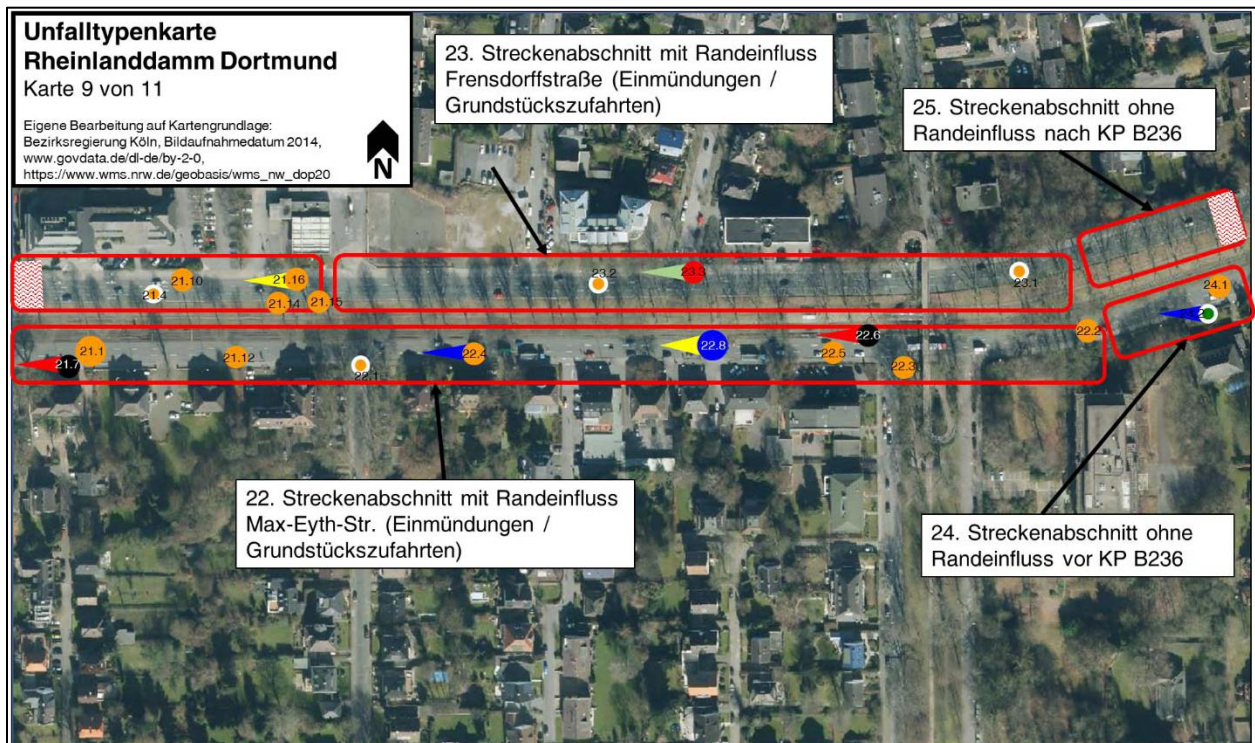 Unfalltypenkarte
Rheinlanddamm Dortmund
Karte 9 von 11
Eigene Bearbeitung auf Kartengrundlage:
Bezirksregierung Köln, Bildaufnahmedatum 2014,
www.govdata.de/dl-de/by-2-0,
https://www.wms.nrw.de/geobasis/wms_nw_dop20
N
23. Streckenabschnitt mit Randeinfluss
Frensdorffstraße (Einmündungen /
Grundstückszufahrten)
25. Streckenabschnitt ohne
Randeinfluss nach KP B236
21.4
21.10
21.16
21.14
21.15
23.2
23.3
23.1
24.1
21.7
21.1
21.12
22.1
22.4
22.8
22.5
22.6
22.3
22.2
22. Streckenabschnitt mit Randeinfluss
Max-Eyth-Str. (Einmündungen /
Grundstückszufahrten)
24. Streckenabschnitt ohne
Randeinfluss vor KP B236